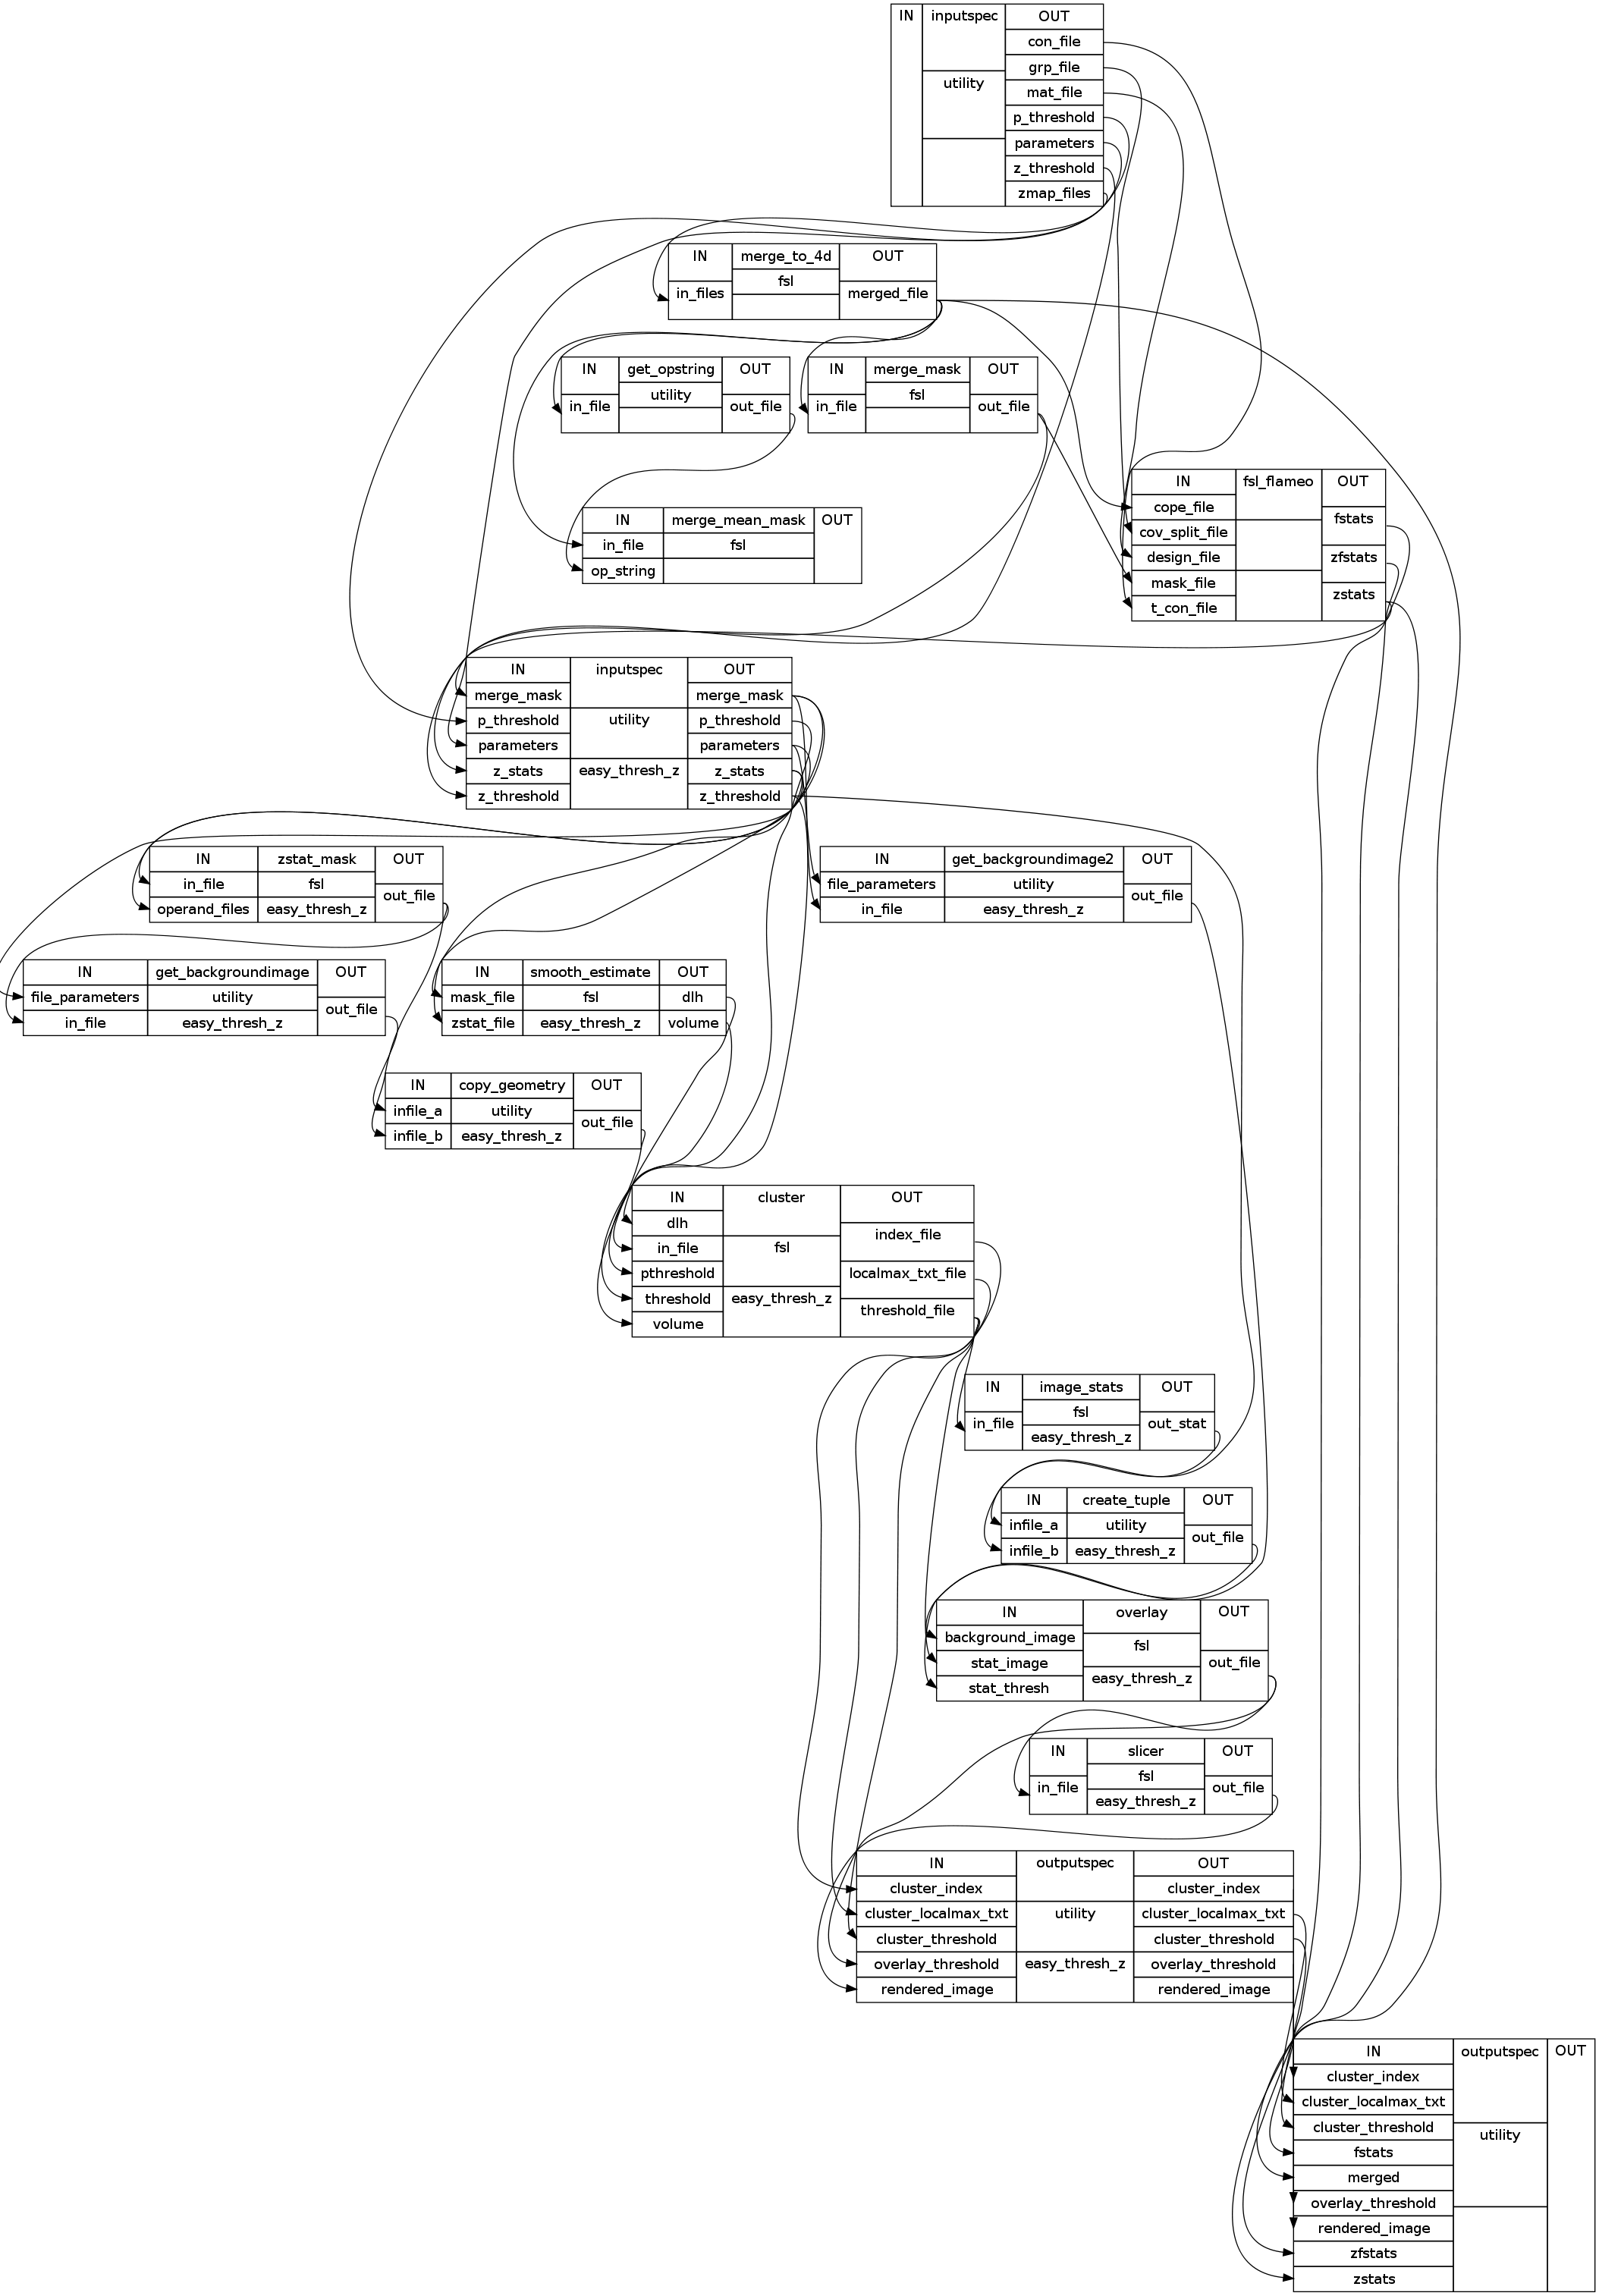 IN inputspec OUT
con_file
grp_file
utility mat_file
p_threshold
parameters
z_threshold
zmap_files
IN merge_to_4d OUT
in_files fsl merged_file
IN get_opstring OUT
in_file utility out_file
IN merge_mask OUT
in_file fsl out_file
IN fsl_flameo OUT
cope_file fstats
cov_split_file
design_file zfstats
mask_file zstats
t_con_file
IN merge_mean_mask OUT
in_file fsl
op_string
IN inputspec OUT
merge_mask merge_mask
p_threshold utility p_threshold
parameters parameters
z_stats easy_thresh_z z_stats
z_threshold z_threshold
IN zstat_mask OUT
in_file fsl out_file
operand_files easy_thresh_z
IN get_backgroundimage2 OUT
file_parameters utility out_file
in_file easy_thresh_z
IN get_backgroundimage OUT
file_parameters utility out_file
in_file easy_thresh_z
IN smooth_estimate OUT
mask_file fsl dlh
zstat_file easy_thresh_z volume
IN copy_geometry OUT
infile_a utility out_file
infile_b easy_thresh_z
IN cluster OUT
dlh index_file
in_file fsl
pthreshold localmax_txt_file
threshold easy_thresh_z threshold_file
volume
IN image_stats OUT
in_file fsl out_stat
easy_thresh_z
IN create_tuple OUT
infile_a utility out_file
infile_b easy_thresh_z
IN overlay OUT
background_image fsl
stat_image out_file
stat_thresh easy_thresh_z
IN slicer OUT
in_file fsl out_file
easy_thresh_z
IN outputspec OUT
cluster_index cluster_index
cluster_localmax_txt utility cluster_localmax_txt
cluster_threshold cluster_threshold
overlay_threshold easy_thresh_z overlay_threshold
rendered_image rendered_image
IN outputspec OUT
cluster_index
cluster_localmax_txt
cluster_threshold utility
fstats
merged
overlay_threshold
rendered_image
zfstats
zstats